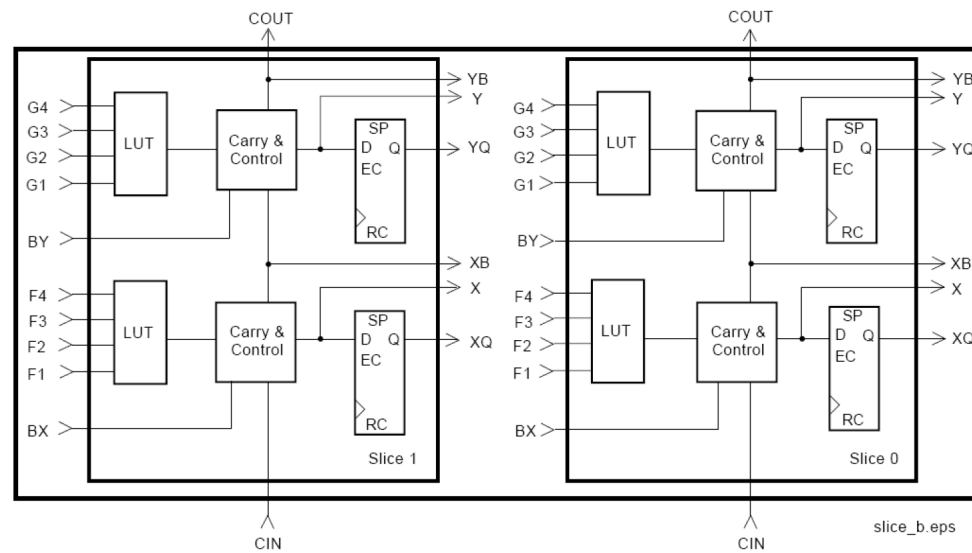 COUT
COUT
YB
Y
G4
G3
G2
G1
LUT
Carry &
Control
SP
D Q
EC
RC
YQ
BY
XB
X
F4
F3
F2
F1
LUT
Carry &
Control
SP
D Q
EC
RC
XQ
BX
Slice 1
CIN
YB
Y
G4
G3
G2
G1
LUT
Carry &
Control
SP
D Q
EC
RC
YQ
BY
XB
X
F4
F3
F2
F1
LUT
Carry &
Control
SP
D Q
EC
RC
XQ
BX
Slice 0
CIN
slice_b.eps